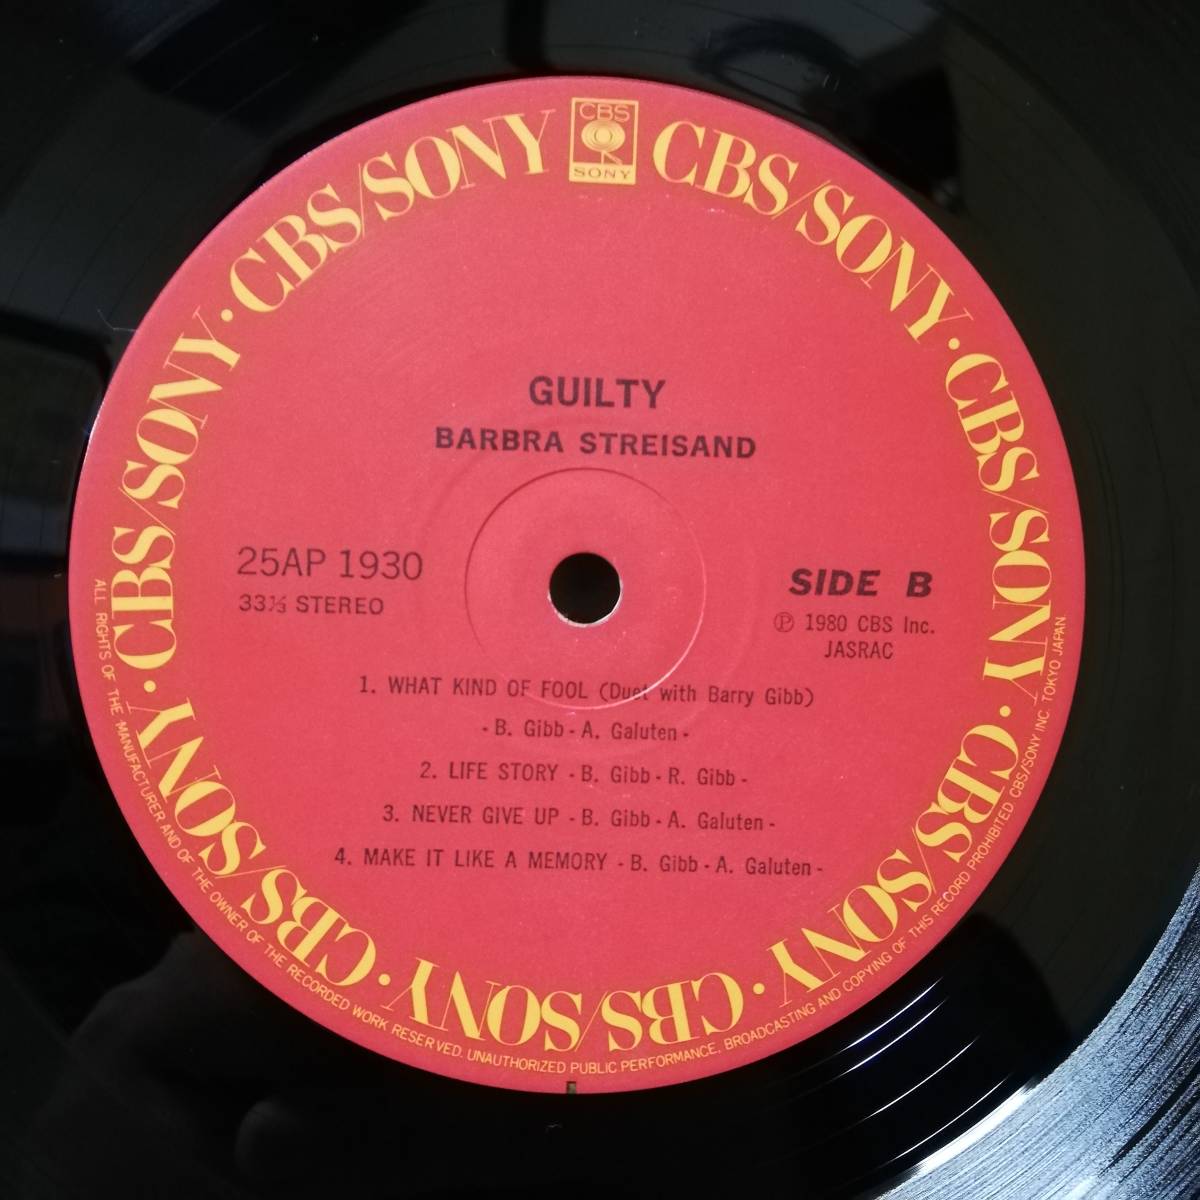 CBS
SONY
CBS/SONY · CBS/SONY · CBS/SONY · CBS/SONY · CBS/SONY · CBS/SONY · CBS/SONY · CBS/SONY
GUILTY
BARBRA STREISAND
25AP 1930
33⅓ STEREO
SIDE B
Ⓟ 1980 CBS Inc.
JASRAC
1. WHAT KIND OF FOOL (Duet with Barry Gibb)
- B. Gibb - A. Galuten -
2. LIFE STORY - B. Gibb - R. Gibb -
3. NEVER GIVE UP - B. Gibb - A. Galuten -
4. MAKE IT LIKE A MEMORY - B. Gibb - A. Galuten -
ALL RIGHTS OF THE MANUFACTURER AND OF THE OWNER OF THE RECORDED WORK RESERVED. UNAUTHORIZED PUBLIC PERFORMANCE, BROADCASTING AND COPYING OF THIS RECORD PROHIBITED CBS/SONY INC. TOKYO JAPAN